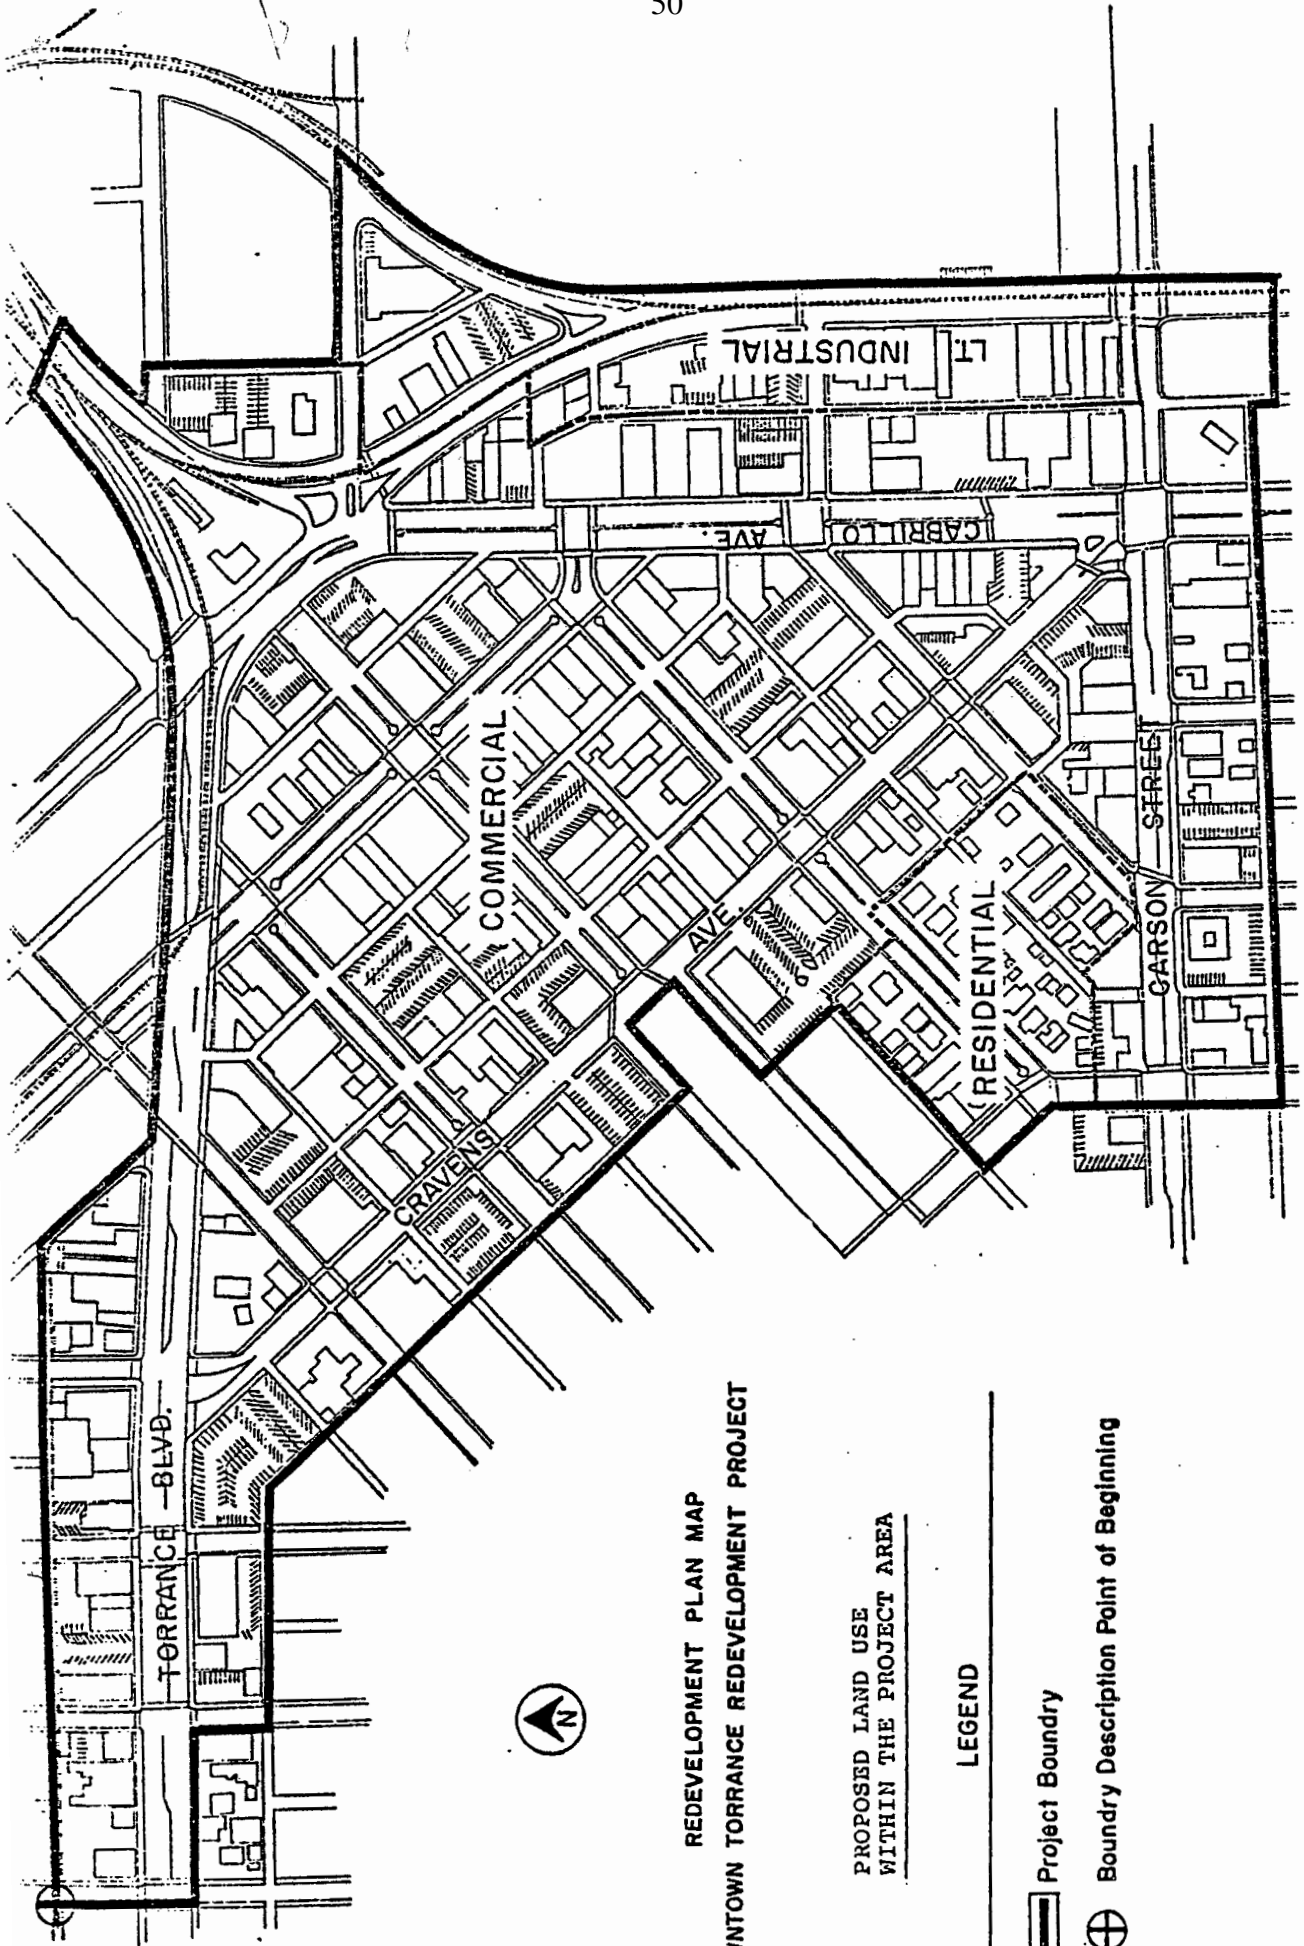 50
LT.
INDUSTRIAL
CABRILLO
AVE.
COMMERCIAL
RESIDENTIAL
CRAVENS
AVE.
CARSON STREET
TORRANCE BLVD.
N
REDEVELOPMENT PLAN MAP
NTOWN TORRANCE REDEVELOPMENT PROJECT
PROPOSED LAND USE
WITHIN THE PROJECT AREA
LEGEND
Project Boundry
Boundry Description Point of Beginning